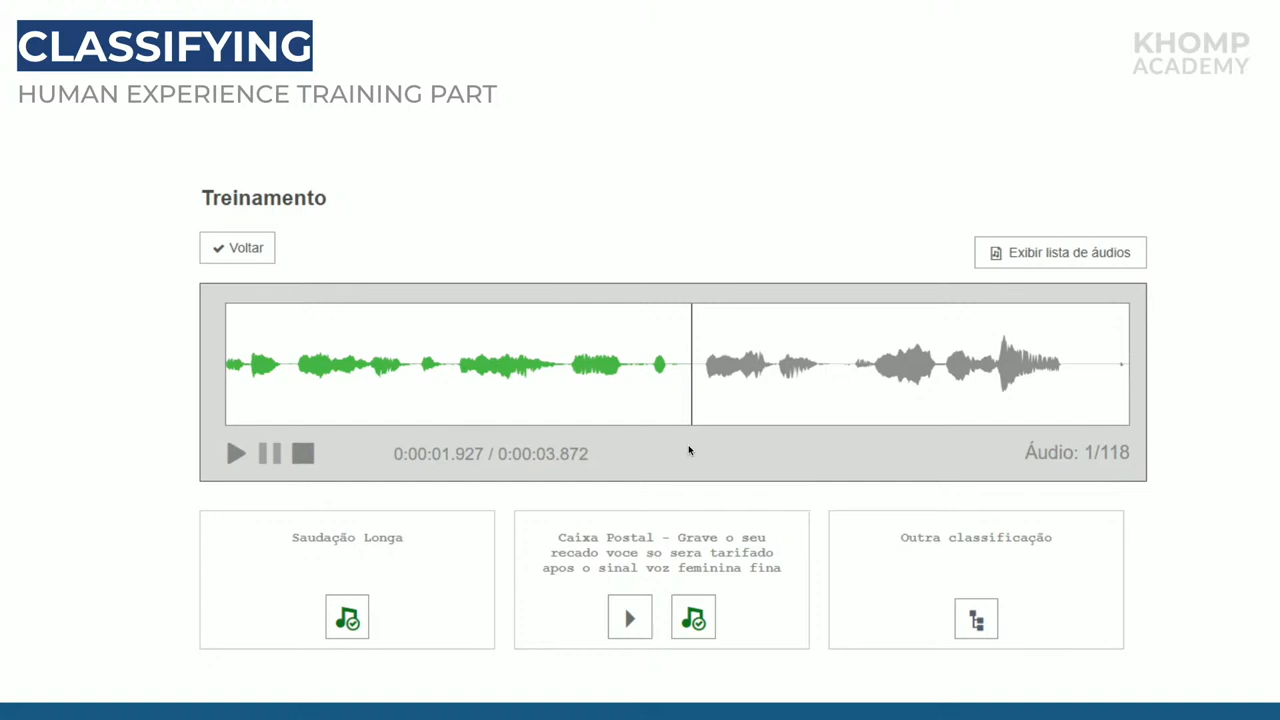 CLASSIFYING
HUMAN EXPERIENCE TRAINING PART
KHOMP
ACADEMY
Treinamento
Voltar
Exibir lista de áudios
0:00:01.927 / 0:00:03.872
Áudio: 1/118
Saudação Longa
Caixa Postal - Grave o seu
recado voce so sera tarifado
apos o sinal voz feminina fina
Outra classificação